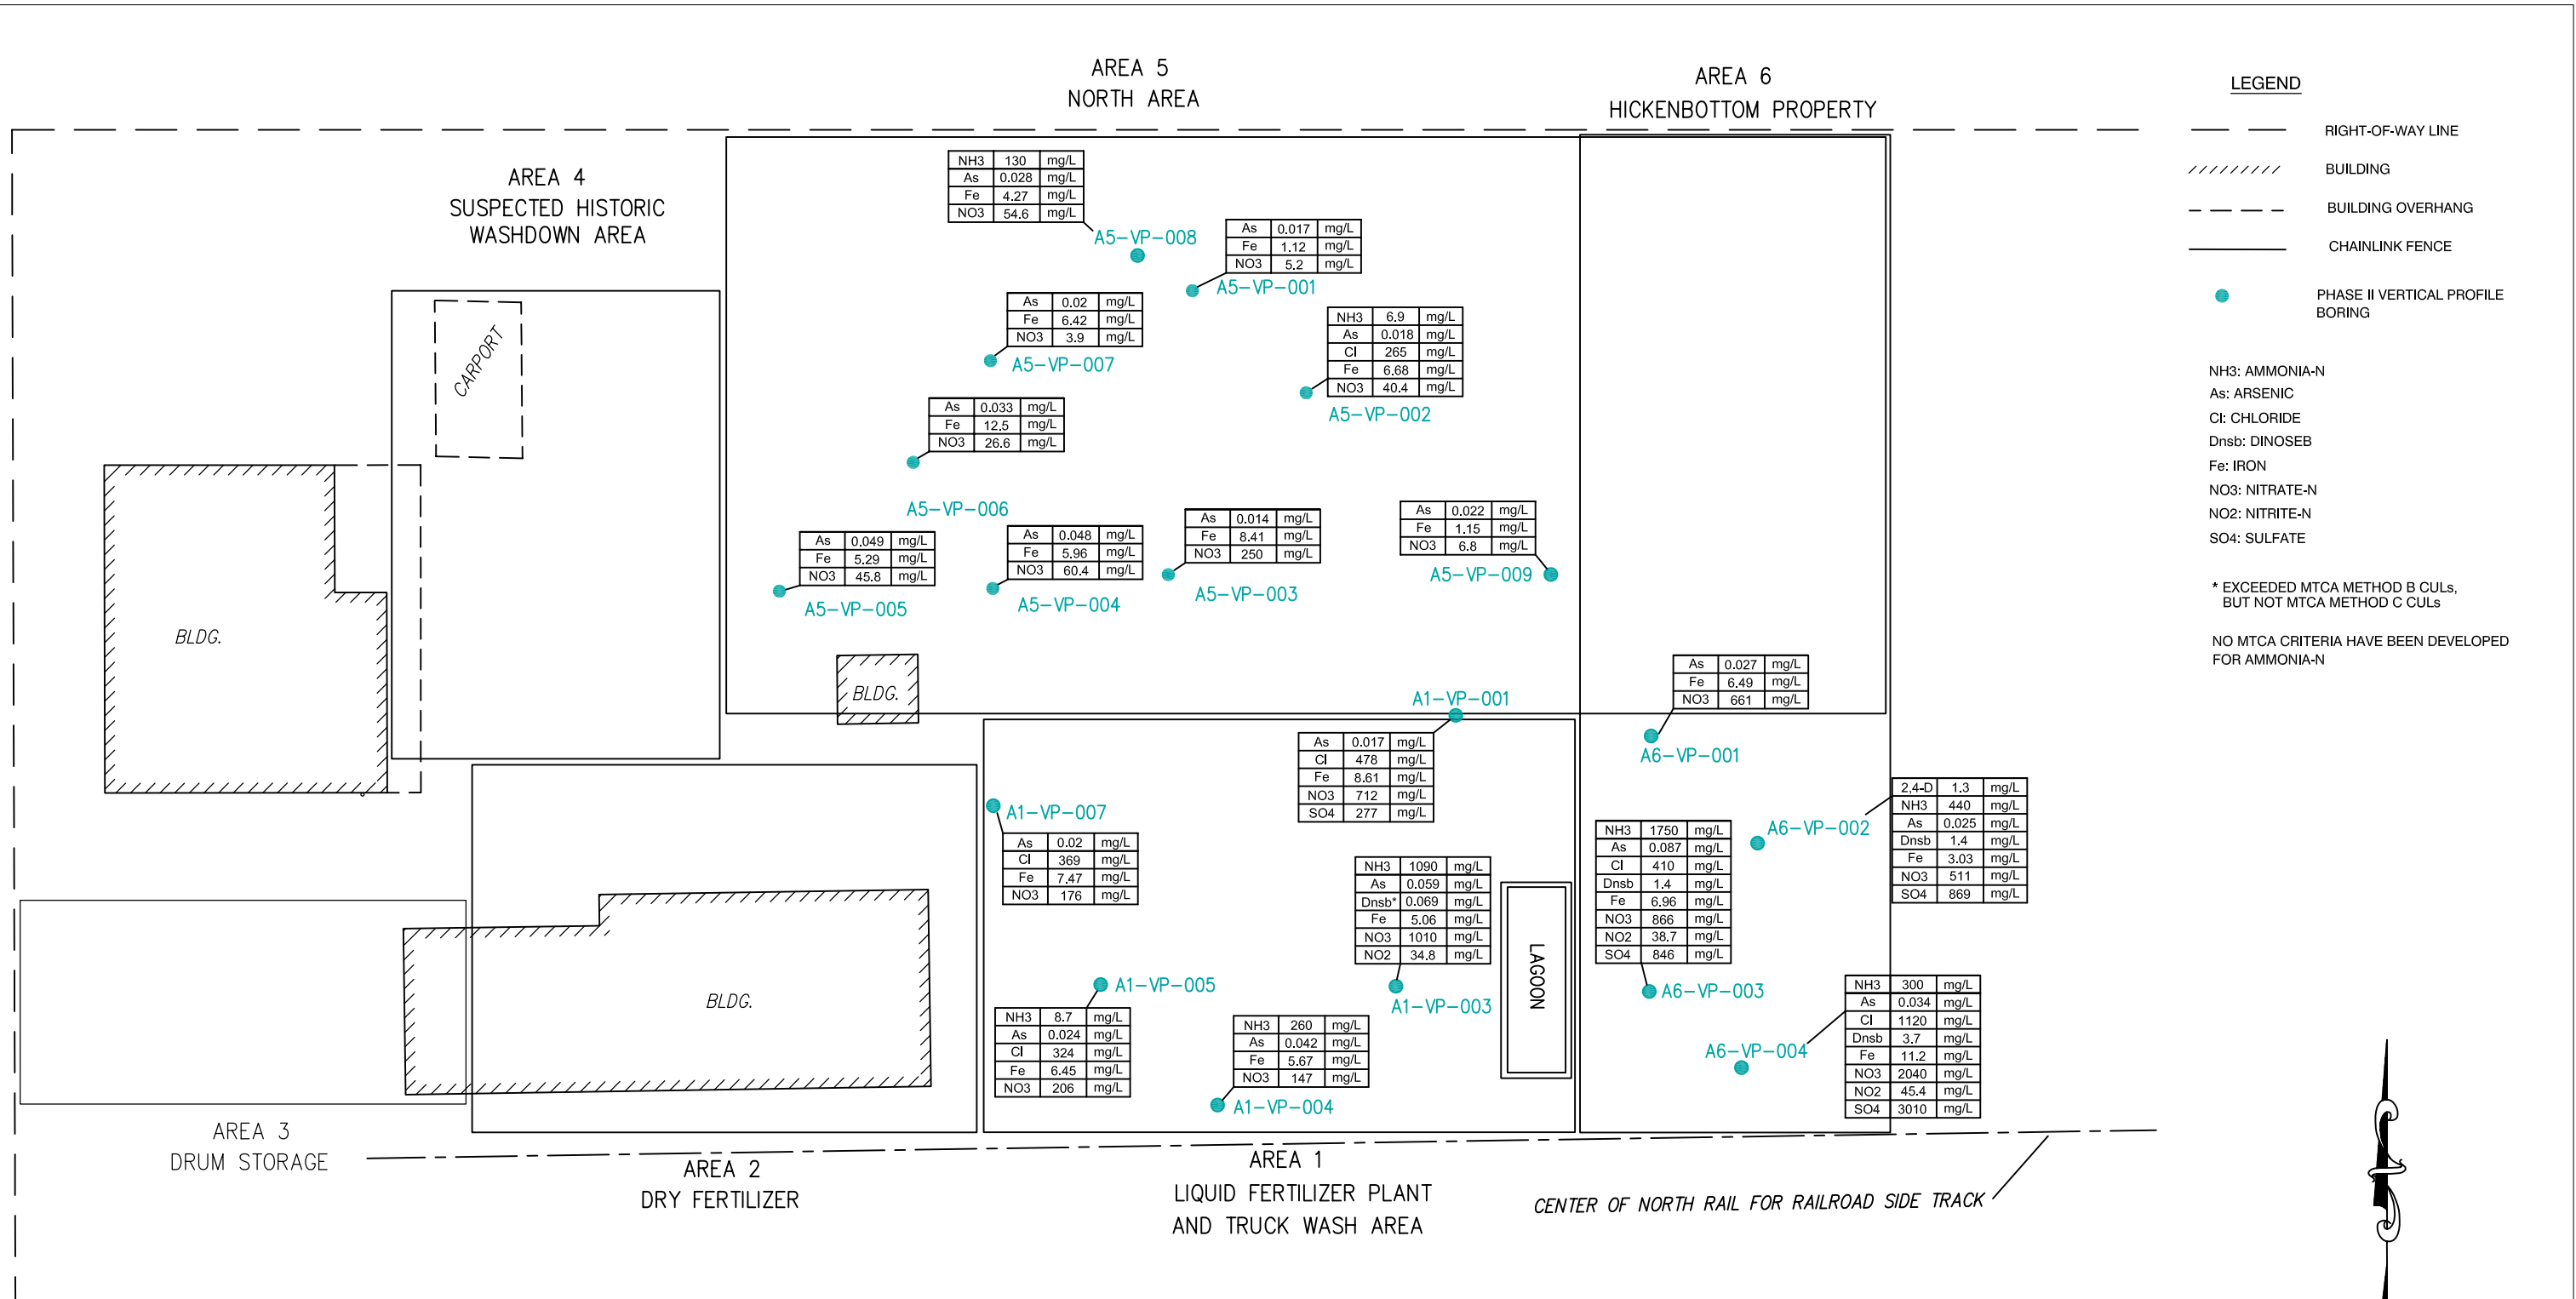 AREA 5
NORTH AREA
AREA 6
HICKENBOTTOM PROPERTY
AREA 4
SUSPECTED HISTORIC
WASHDOWN AREA
CARPORT
BLDG.
NH3 130 mg/L
As 0.028 mg/L
Fe 4.27 mg/L
NO3 54.6 mg/L
A5-VP-008
As 0.017 mg/L
Fe 1.12 mg/L
NO3 5.2 mg/L
A5-VP-001
As 0.02 mg/L
Fe 6.42 mg/L
NO3 3.9 mg/L
A5-VP-007
NH3 6.9 mg/L
As 0.018 mg/L
Cl 265 mg/L
Fe 6.68 mg/L
NO3 40.4 mg/L
A5-VP-002
As 0.033 mg/L
Fe 12.5 mg/L
NO3 26.6 mg/L
A5-VP-006
As 0.049 mg/L
Fe 5.29 mg/L
NO3 45.8 mg/L
A5-VP-005
As 0.048 mg/L
Fe 5.96 mg/L
NO3 60.4 mg/L
A5-VP-004
As 0.014 mg/L
Fe 8.41 mg/L
NO3 250 mg/L
A5-VP-003
As 0.022 mg/L
Fe 1.15 mg/L
NO3 6.8 mg/L
A5-VP-009
BLDG.
A1-VP-001
As 0.017 mg/L
Cl 478 mg/L
Fe 8.61 mg/L
NO3 712 mg/L
SO4 277 mg/L
As 0.027 mg/L
Fe 6.49 mg/L
NO3 661 mg/L
A6-VP-001
A1-VP-007
As 0.02 mg/L
Cl 369 mg/L
Fe 7.47 mg/L
NO3 176 mg/L
2,4-D 1.3 mg/L
NH3 440 mg/L
As 0.025 mg/L
Dnsb 1.4 mg/L
Fe 3.03 mg/L
NO3 511 mg/L
SO4 869 mg/L
A6-VP-002
NH3 1750 mg/L
As 0.087 mg/L
Cl 410 mg/L
Dnsb 1.4 mg/L
Fe 6.96 mg/L
NO3 866 mg/L
NO2 38.7 mg/L
SO4 846 mg/L
A6-VP-003
NH3 1090 mg/L
As 0.059 mg/L
Dnsb* 0.069 mg/L
Fe 5.06 mg/L
NO3 1010 mg/L
NO2 34.8 mg/L
A1-VP-003
LAGOON
A1-VP-005
NH3 8.7 mg/L
As 0.024 mg/L
Cl 324 mg/L
Fe 6.45 mg/L
NO3 206 mg/L
NH3 260 mg/L
As 0.042 mg/L
Fe 5.67 mg/L
NO3 147 mg/L
A1-VP-004
NH3 300 mg/L
As 0.034 mg/L
Cl 1120 mg/L
Dnsb 3.7 mg/L
Fe 11.2 mg/L
NO3 2040 mg/L
NO2 45.4 mg/L
SO4 3010 mg/L
A6-VP-004
BLDG.
AREA 3
DRUM STORAGE
AREA 2
DRY FERTILIZER
AREA 1
LIQUID FERTILIZER PLANT
AND TRUCK WASH AREA
CENTER OF NORTH RAIL FOR RAILROAD SIDE TRACK
LEGEND
RIGHT-OF-WAY LINE
BUILDING
BUILDING OVERHANG
CHAINLINK FENCE
PHASE II VERTICAL PROFILE
BORING
NH3: AMMONIA-N
As: ARSENIC
Cl: CHLORIDE
Dnsb: DINOSEB
Fe: IRON
NO3: NITRATE-N
NO2: NITRITE-N
SO4: SULFATE
* EXCEEDED MTCA METHOD B CULs,
BUT NOT MTCA METHOD C CULs
NO MTCA CRITERIA HAVE BEEN DEVELOPED
FOR AMMONIA-N